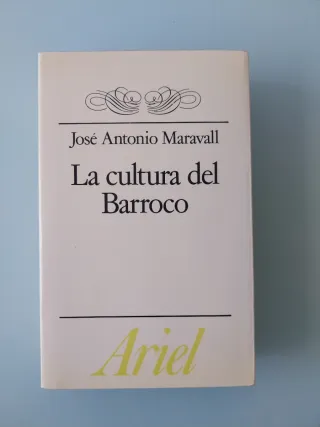 José Antonio Maravall
La cultura del
Barroco
Ariel